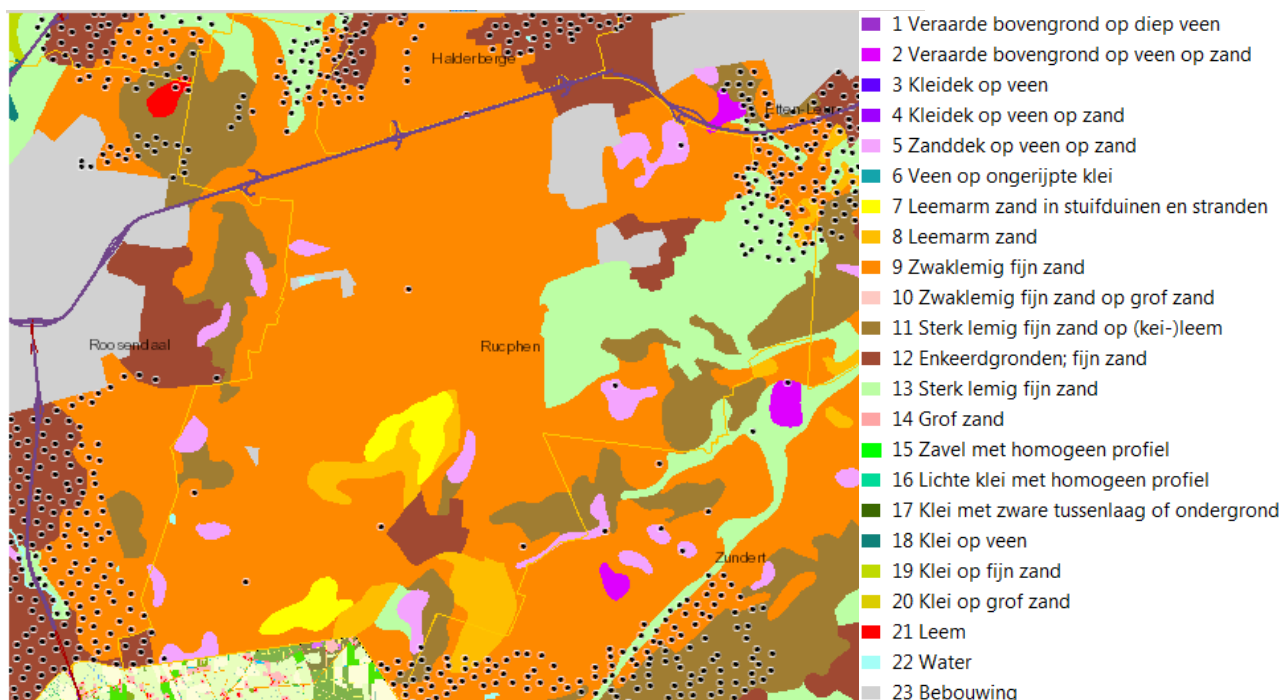 Halderberge
Etten-Leur
Roosendaal
Rucphen
Zundert
1 Veraarde bovengrond op diep veen
2 Veraarde bovengrond op veen op zand
3 Kleidek op veen
4 Kleidek op veen op zand
5 Zanddek op veen op zand
6 Veen op ongerijpte klei
7 Leemarm zand in stuifduinen en stranden
8 Leemarm zand
9 Zwaklemig fijn zand
10 Zwaklemig fijn zand op grof zand
11 Sterk lemig fijn zand op (kei-)leem
12 Enkeerdgronden; fijn zand
13 Sterk lemig fijn zand
14 Grof zand
15 Zavel met homogeen profiel
16 Lichte klei met homogeen profiel
17 Klei met zware tussenlaag of ondergrond
18 Klei op veen
19 Klei op fijn zand
20 Klei op grof zand
21 Leem
22 Water
23 Bebouwing